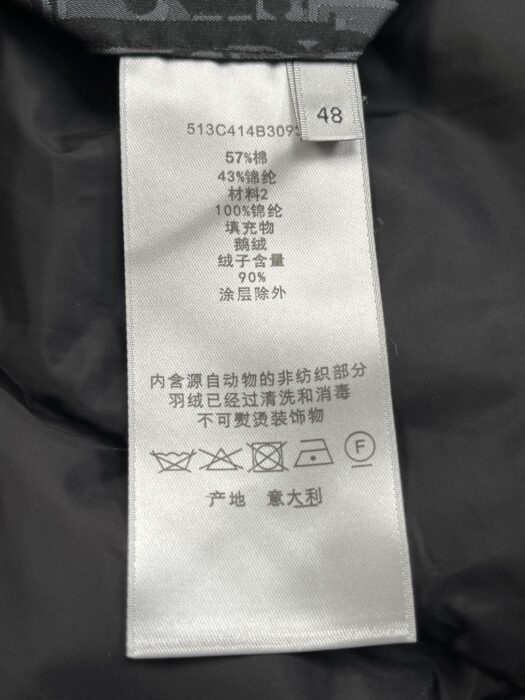 48
513C414B309
57%棉
43%锦纶
材料2
100%锦纶
填充物
鹅绒
绒子含量
90%
涂层除外
内含源自动物的非纺织部分
羽绒已经过清洗和消毒
不可熨烫装饰物
F
产地 意大利